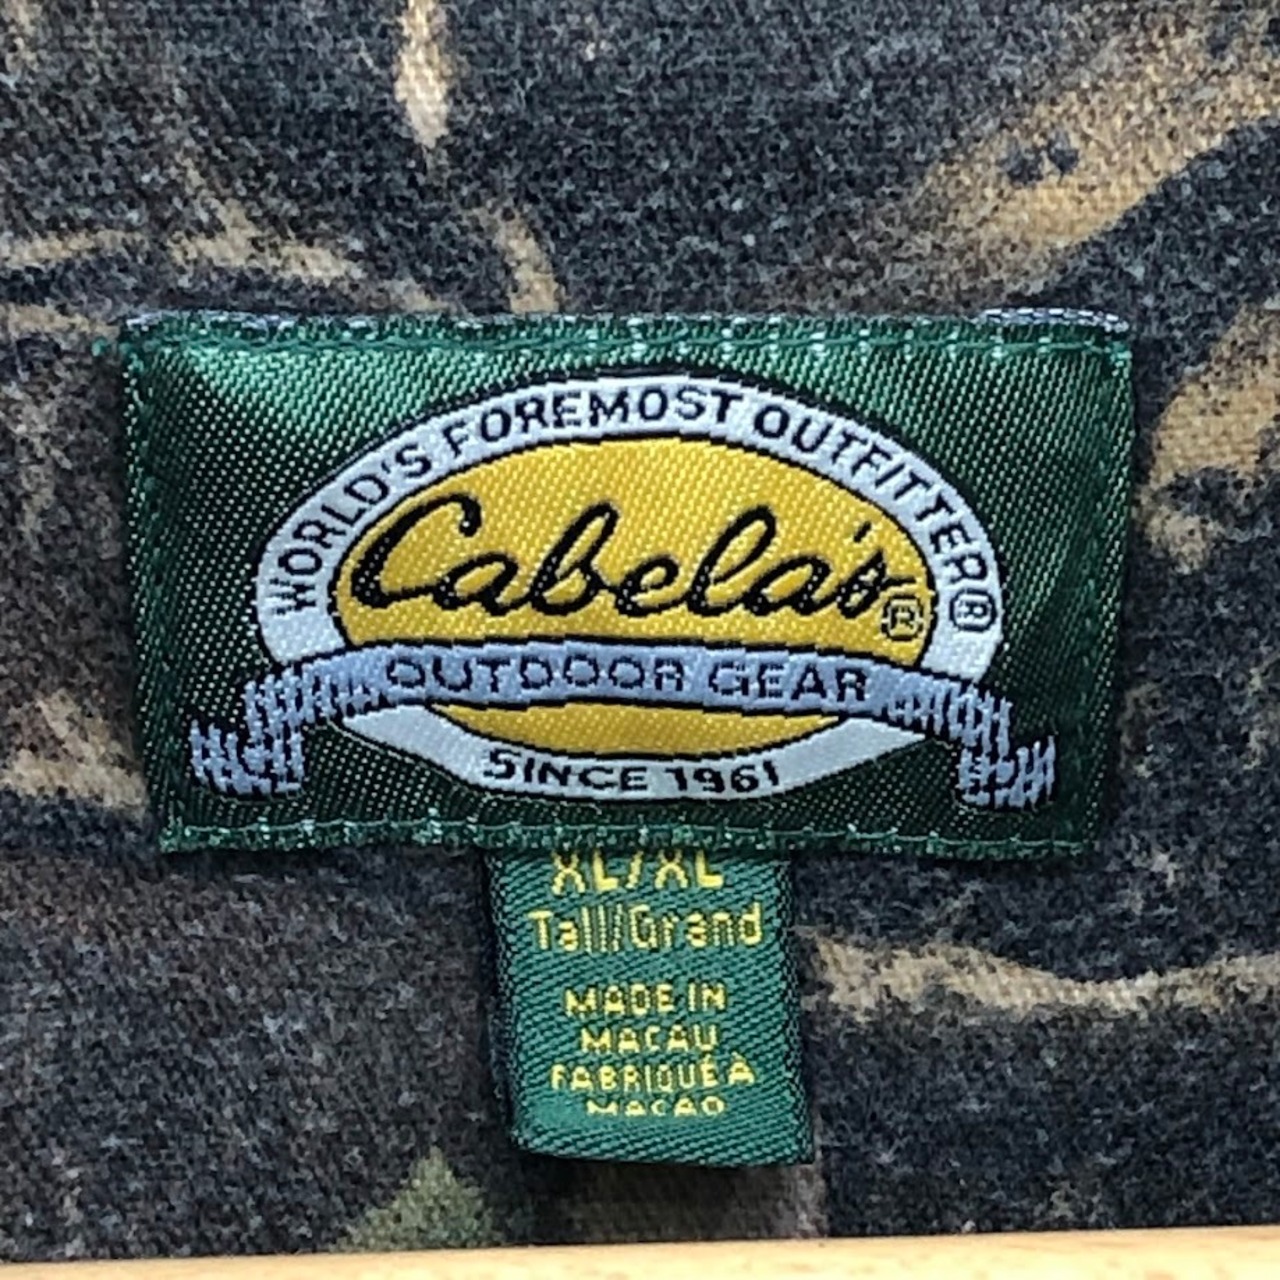 WORLD'S FOREMOST OUTFITTER®
Cabela's®
OUTDOOR GEAR
SINCE 1961
XL/XL
Tall/Grand
MADE IN
MACAU
FABRIQUÉ À
MACAO